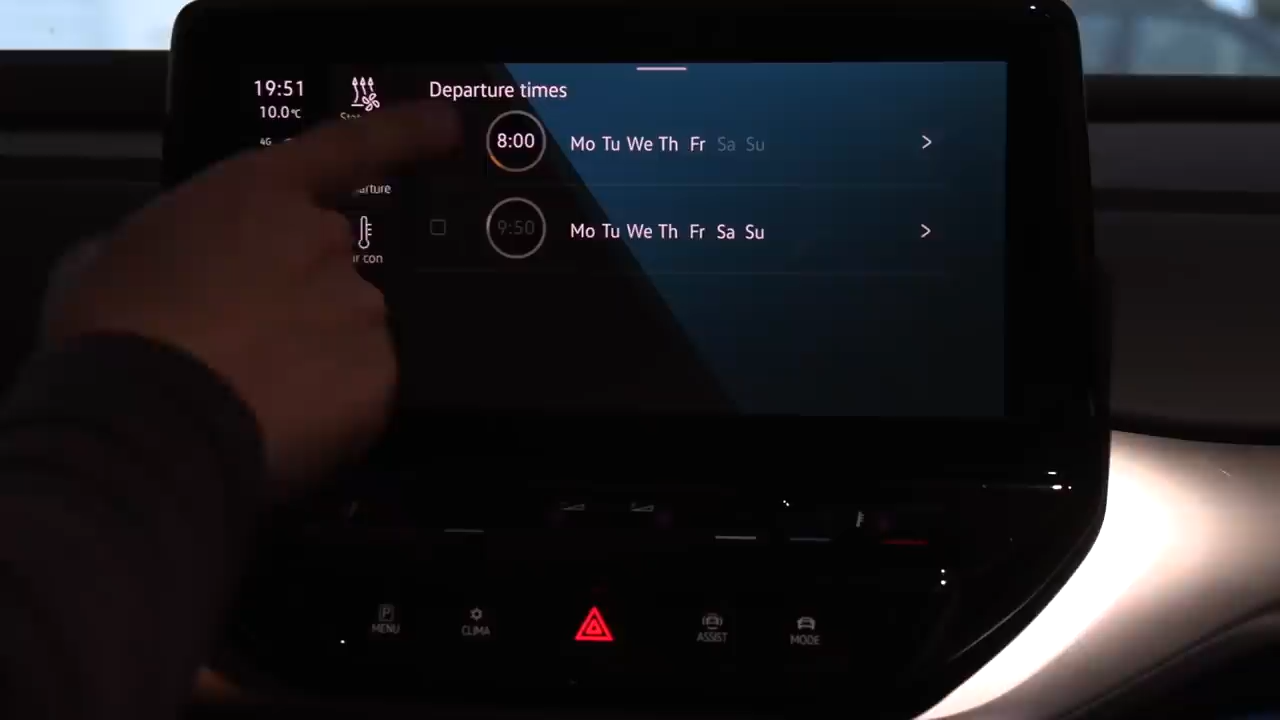 19:51
10.0°C
4G
Departure times
8:00 Mo Tu We Th Fr Sa Su
9:50 Mo Tu We Th Fr Sa Su
MENU
CLIMA
ASSIST
MODE